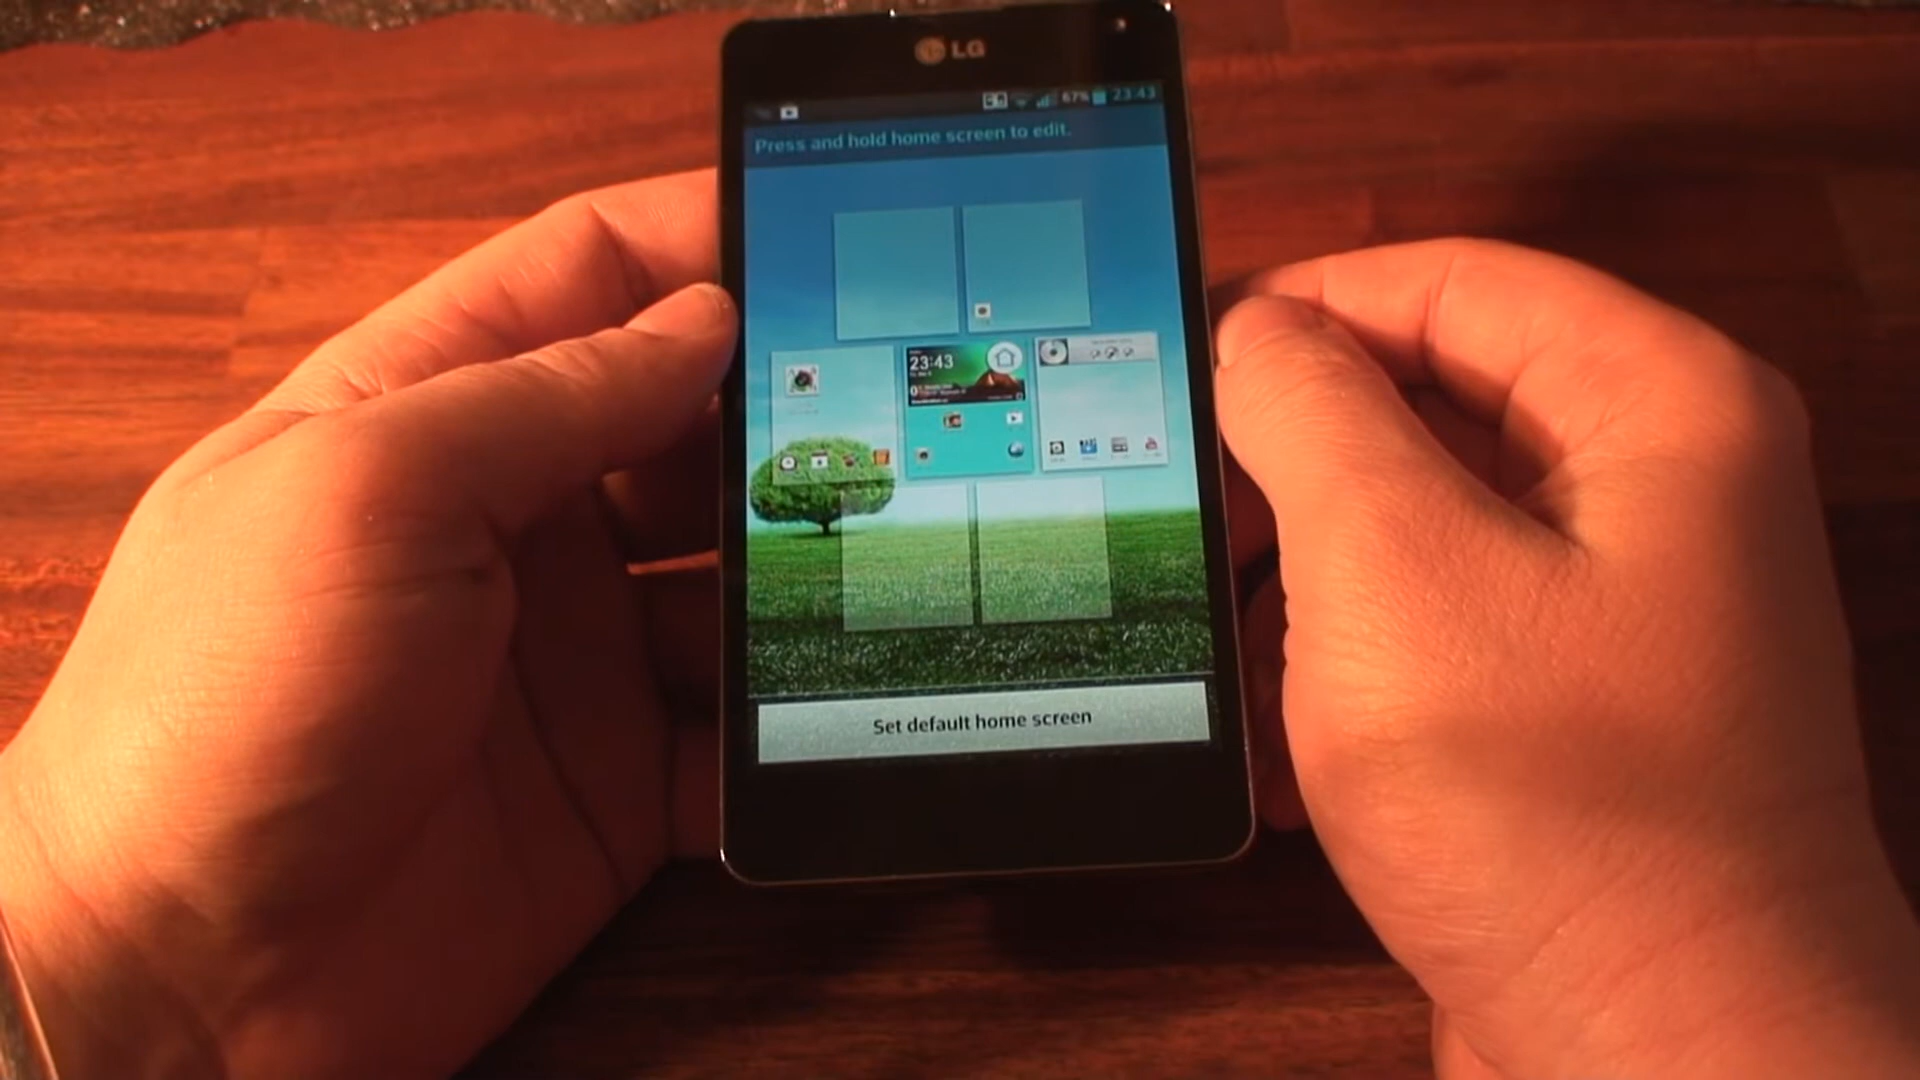 LG
67% 23:43
Press and hold home screen to edit.
23:43
Set default home screen